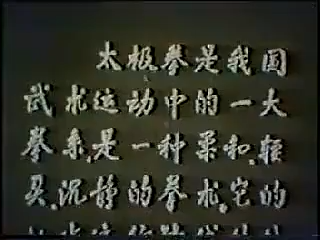 太极拳是我国
武术运动中的一大
拳系,是一种柔和、轻
灵、沉静的拳术,它的